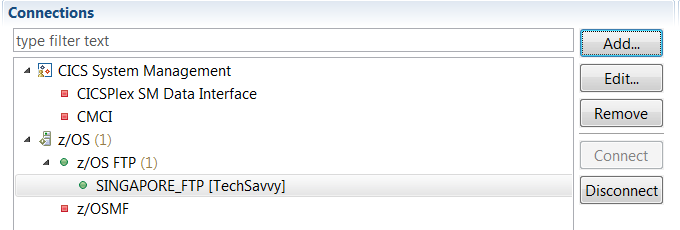 Connections
type filter text
Add...
CICS System Management
Edit...
CICSPlex SM Data Interface
CMCI
Remove
z/OS (1)
z/OS FTP (1)
Connect
SINGAPORE_FTP [TechSavvy]
Disconnect
z/OSMF